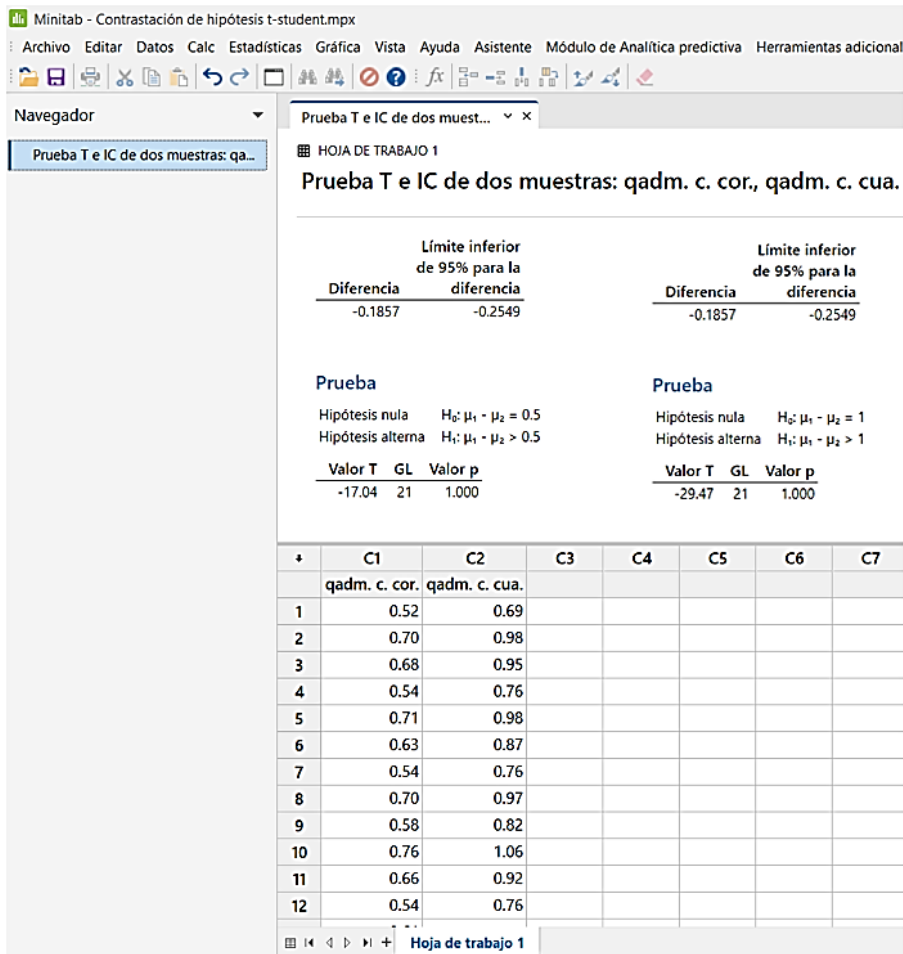 Minitab - Contrastación de hipótesis t-student.mpx
Archivo Editar Datos Calc Estadísticas Gráfica Vista Ayuda Asistente Módulo de Analítica predictiva Herramientas adicional
Navegador
Prueba T e IC de dos muestras: qa...
Prueba T e IC de dos muest...
HOJA DE TRABAJO 1
Prueba T e IC de dos muestras: qadm. c. cor., qadm. c. cua.
Límite inferior
de 95% para la
Diferencia diferencia
-0.1857 -0.2549
Prueba
Hipótesis nula H₀: μ₁ - μ₂ = 0.5
Hipótesis alterna H₁: μ₁ - μ₂ > 0.5
Valor T GL Valor p
-17.04 21 1.000
Límite inferior
de 95% para la
Diferencia diferencia
-0.1857 -0.2549
Prueba
Hipótesis nula H₀: μ₁ - μ₂ = 1
Hipótesis alterna H₁: μ₁ - μ₂ > 1
Valor T GL Valor p
-29.47 21 1.000
C1 C2 C3 C4 C5 C6 C7
qadm. c. cor. qadm. c. cua.
1 0.52 0.69
2 0.70 0.98
3 0.68 0.95
4 0.54 0.76
5 0.71 0.98
6 0.63 0.87
7 0.54 0.76
8 0.70 0.97
9 0.58 0.82
10 0.76 1.06
11 0.66 0.92
12 0.54 0.76
Hoja de trabajo 1